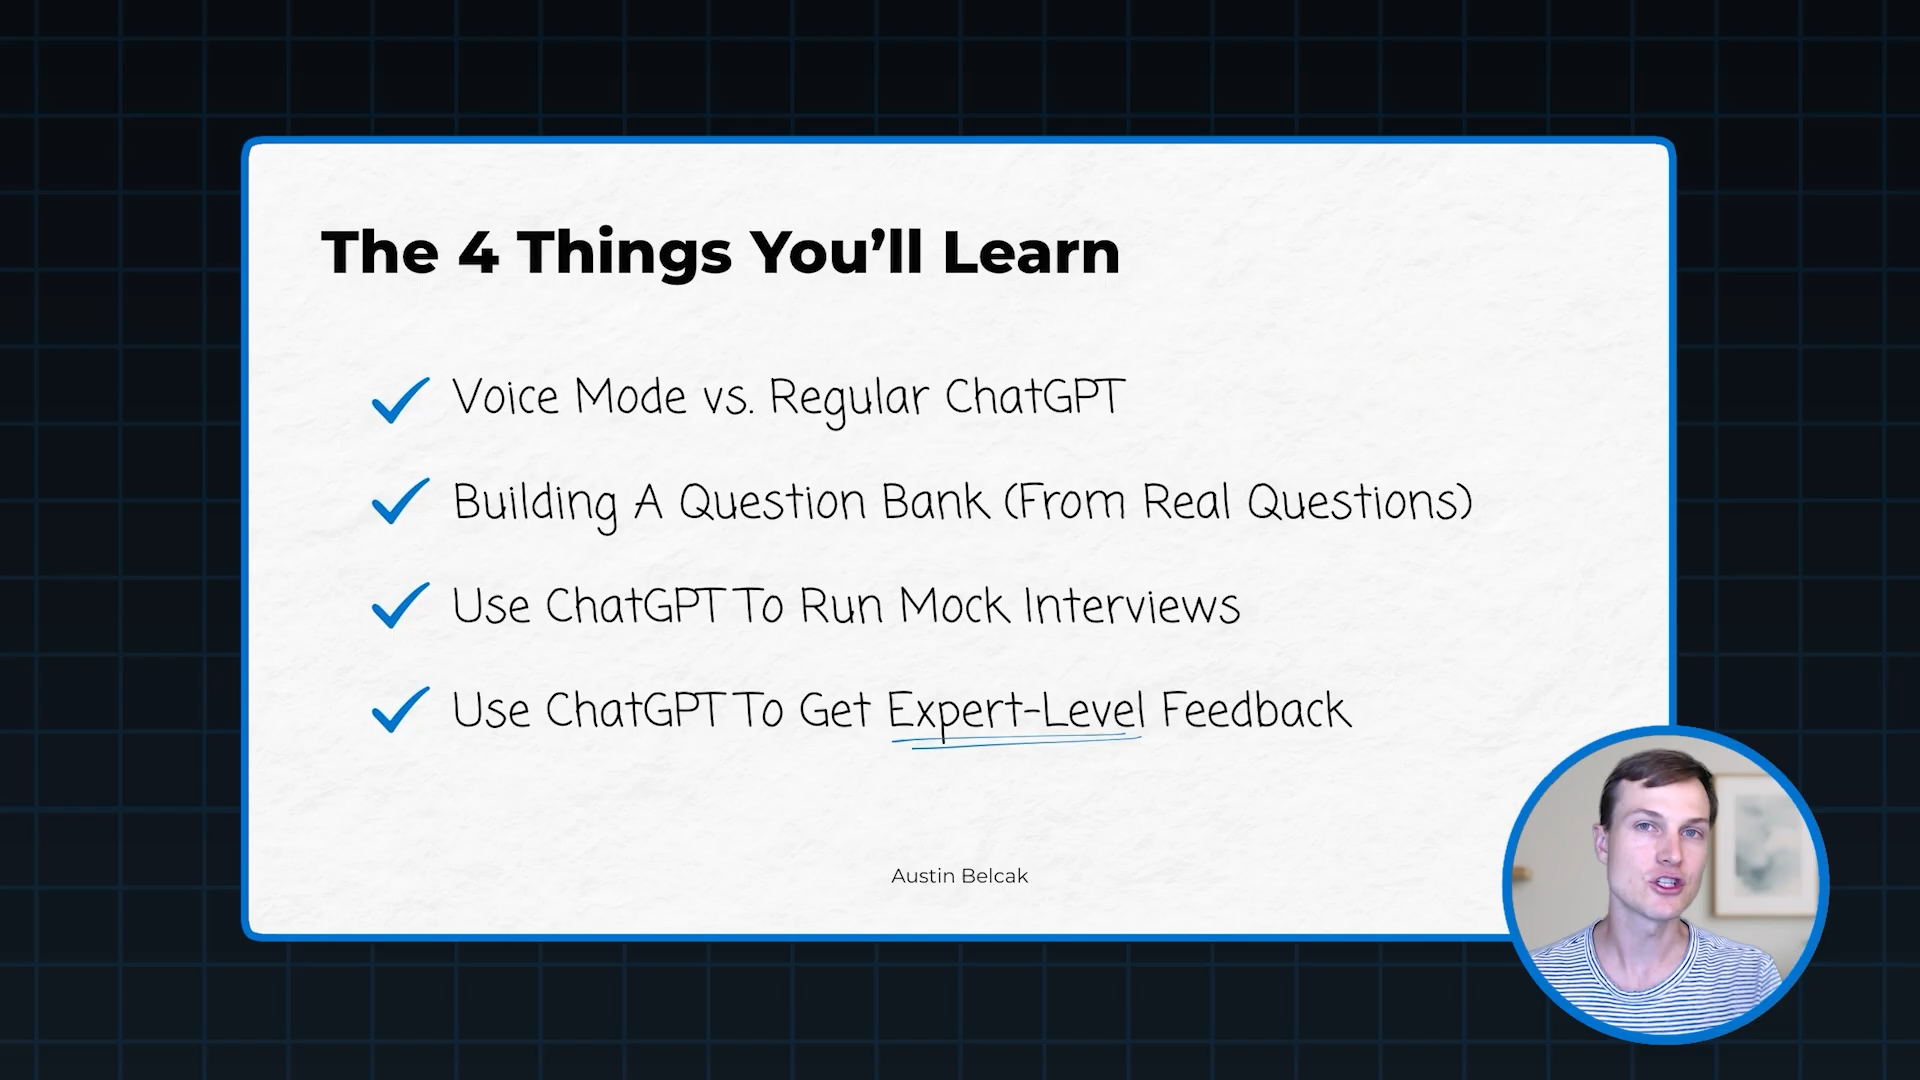 The 4 Things You’ll Learn
Voice Mode vs. Regular ChatGPT
Building A Question Bank (From Real Questions)
Use ChatGPT To Run Mock Interviews
Use ChatGPT To Get Expert-Level Feedback
Austin Belcak